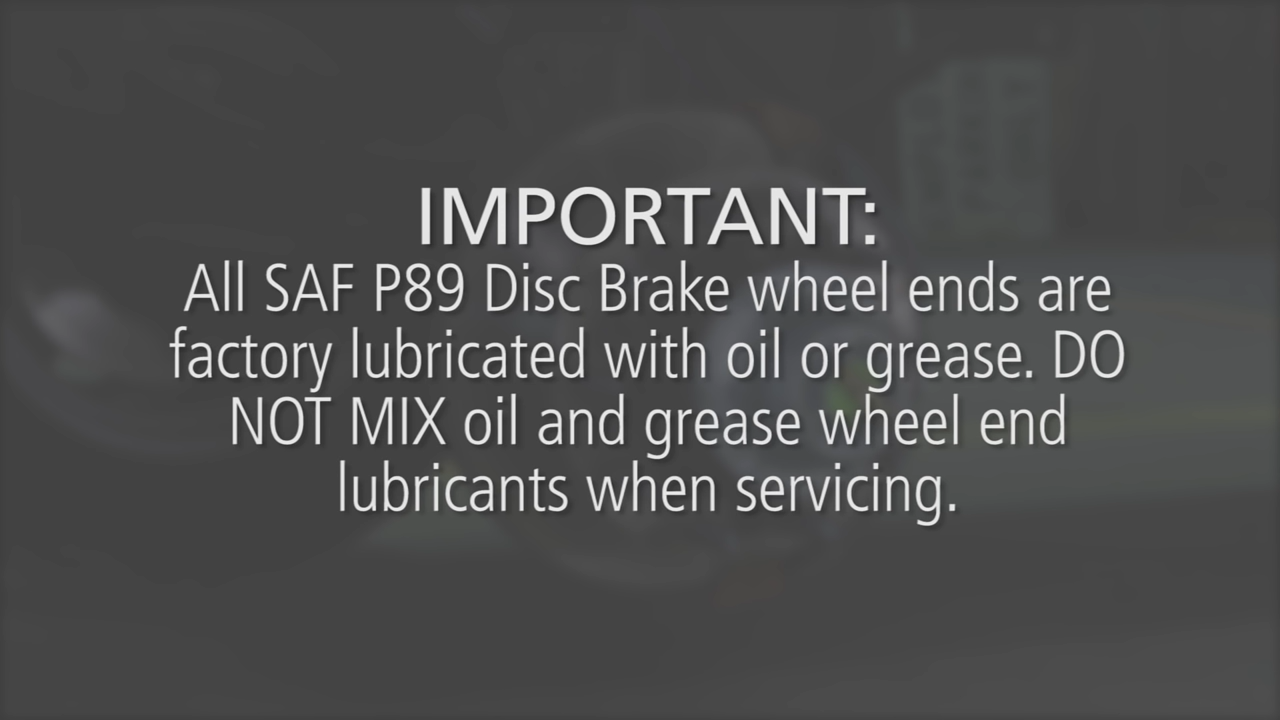 IMPORTANT:
All SAF P89 Disc Brake wheel ends are
factory lubricated with oil or grease. DO
NOT MIX oil and grease wheel end
lubricants when servicing.